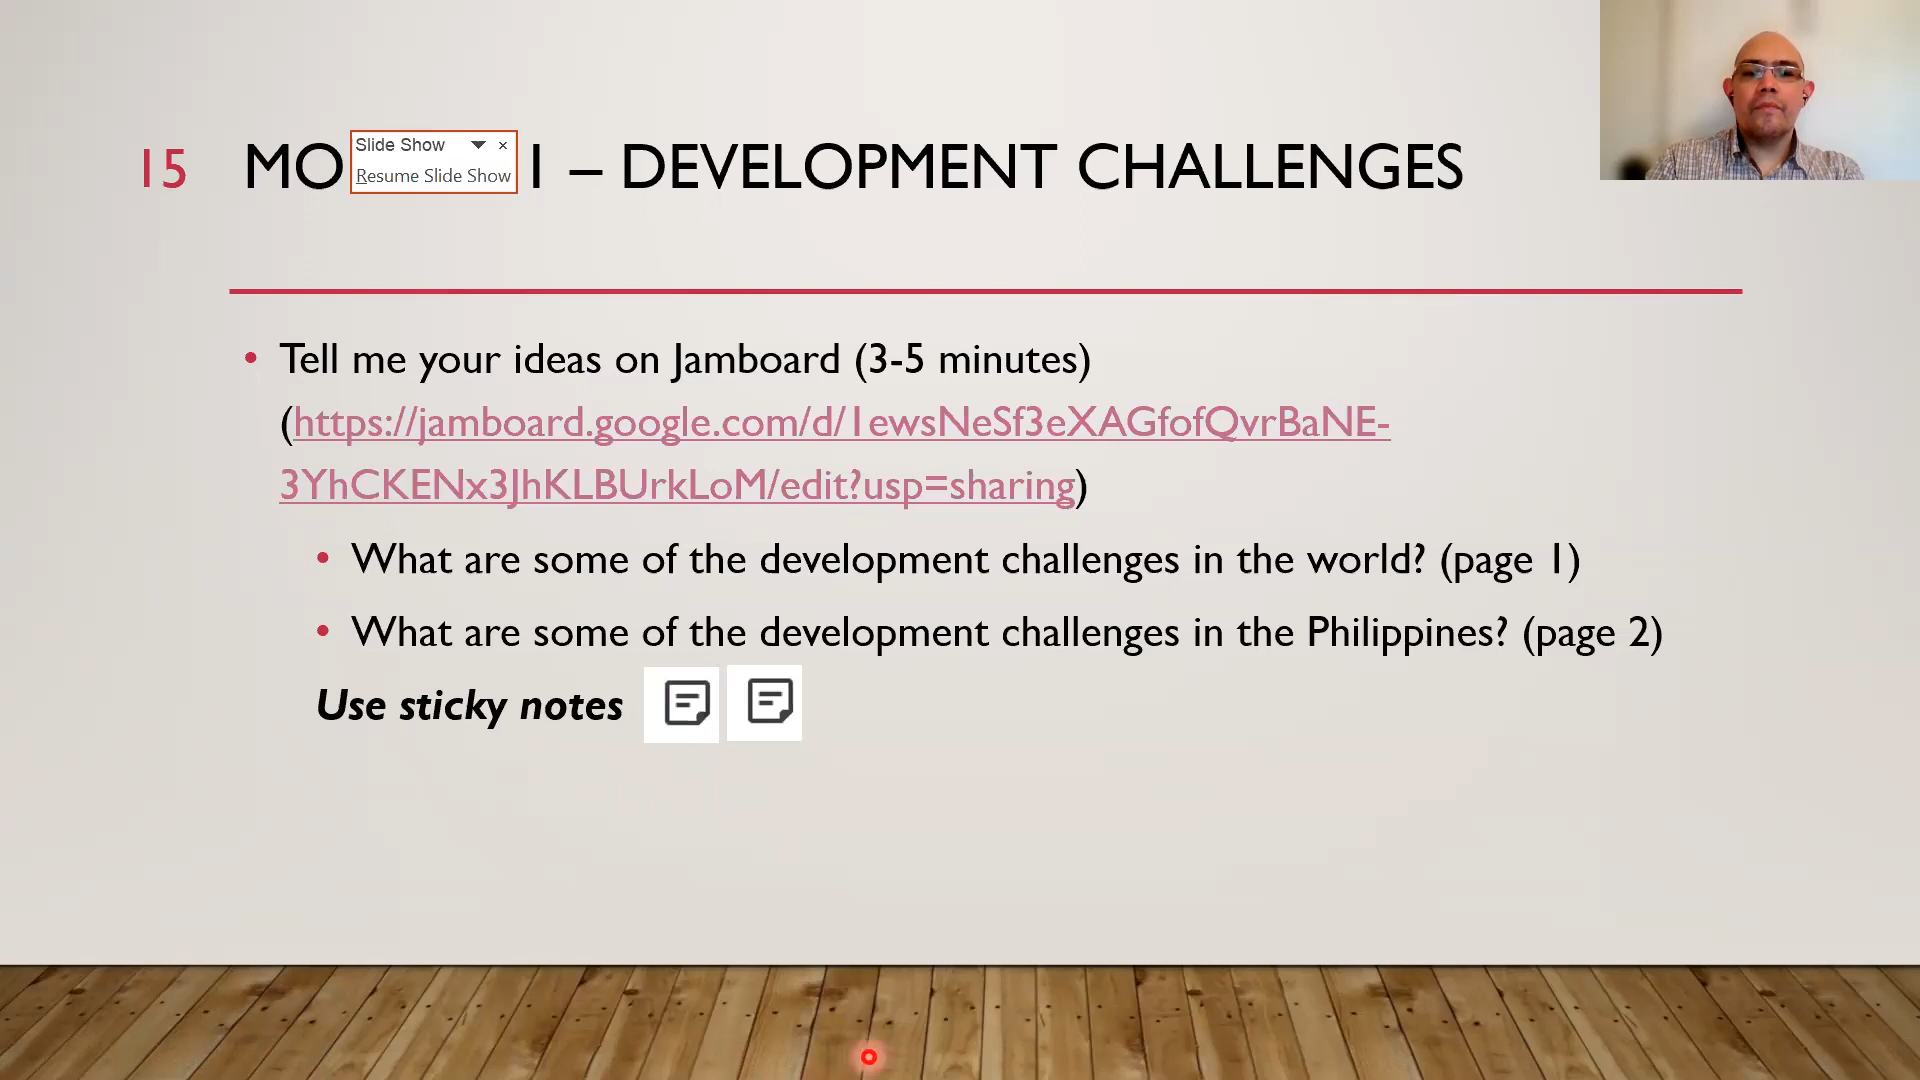 15 MO 1 – DEVELOPMENT CHALLENGES
Slide Show
Resume Slide Show
• Tell me your ideas on Jamboard (3-5 minutes)
(https://jamboard.google.com/d/1ewsNeSf3eXAGfofQvrBaNE-
3YhCKENx3JhKLBUrkLoM/edit?usp=sharing)
• What are some of the development challenges in the world? (page 1)
• What are some of the development challenges in the Philippines? (page 2)
Use sticky notes